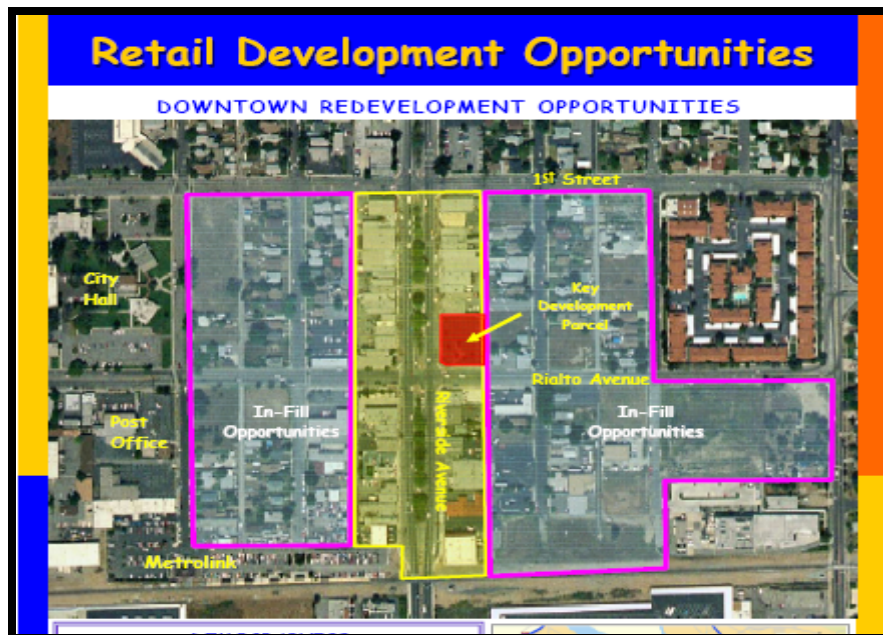 Retail Development Opportunities
DOWNTOWN REDEVELOPMENT OPPORTUNITIES
1st Street
City
Hall
Key
Development
Parcel
Rialto Avenue
In-Fill
Opportunities
Riverside Avenue
In-Fill
Opportunities
Post
Office
Metrolink